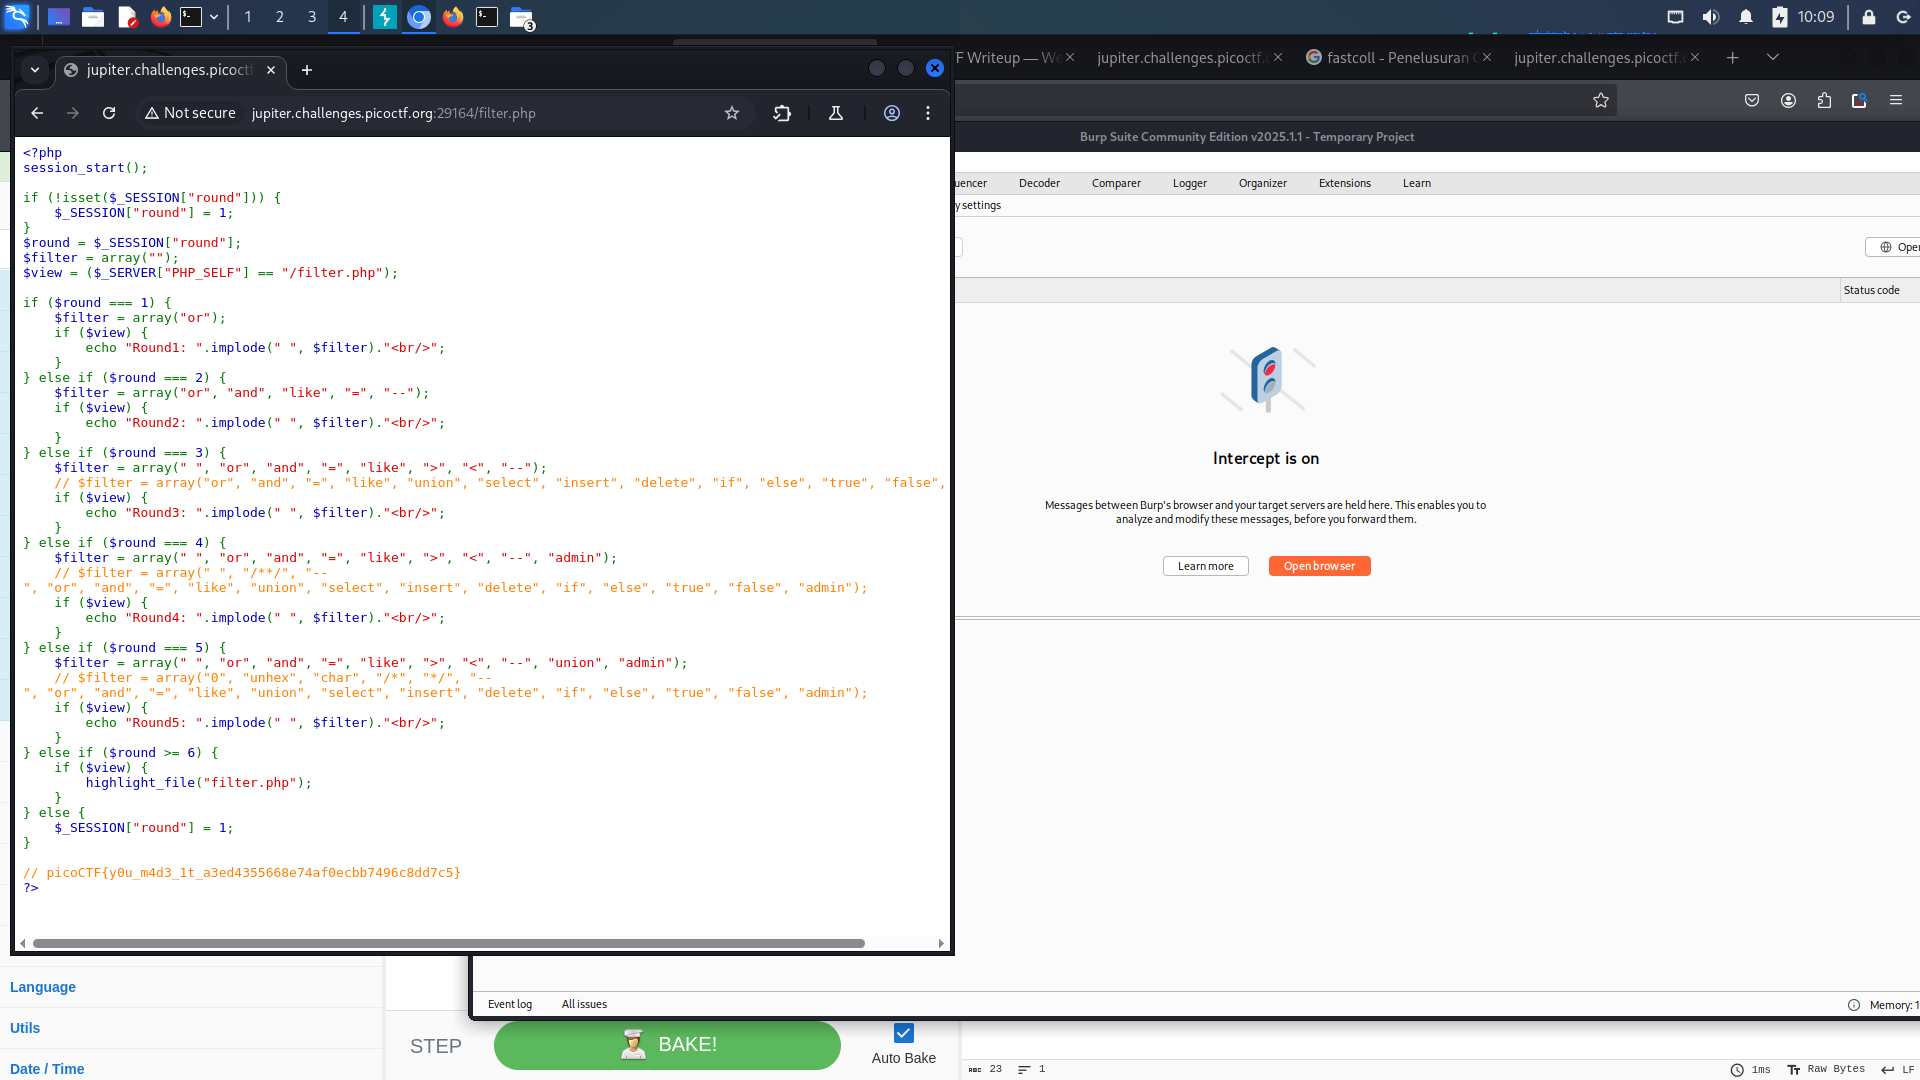 1 2 3 4
3
10:09
jupiter.challenges.picoctf
F Writeup — We
jupiter.challenges.picoctf.
fastcoll - Penelusuran
jupiter.challenges.picoctf.
Not secure
jupiter.challenges.picoctf.org:29164/filter.php
<?php
session_start();
if (!isset($_SESSION["round"])) {
    $_SESSION["round"] = 1;
}
$round = $_SESSION["round"];
$filter = array("");
$view = ($_SERVER["PHP_SELF"] == "/filter.php");
if ($round === 1) {
    $filter = array("or");
    if ($view) {
        echo "Round1: ".implode(" ", $filter)."<br/>";
    }
} else if ($round === 2) {
    $filter = array("or", "and", "like", "=", "--");
    if ($view) {
        echo "Round2: ".implode(" ", $filter)."<br/>";
    }
} else if ($round === 3) {
    $filter = array(" ", "or", "and", "=", "like", ">", "<", "--");
    // $filter = array("or", "and", "=", "like", "union", "select", "insert", "delete", "if", "else", "true", "false",
    if ($view) {
        echo "Round3: ".implode(" ", $filter)."<br/>";
    }
} else if ($round === 4) {
    $filter = array(" ", "or", "and", "=", "like", ">", "<", "--", "admin");
    // $filter = array(" ", "/**/", "--
", "or", "and", "=", "like", "union", "select", "insert", "delete", "if", "else", "true", "false", "admin");
    if ($view) {
        echo "Round4: ".implode(" ", $filter)."<br/>";
    }
} else if ($round === 5) {
    $filter = array(" ", "or", "and", "=", "like", ">", "<", "--", "union", "admin");
    // $filter = array("0", "unhex", "char", "/*", "*/", "--
", "or", "and", "=", "like", "union", "select", "insert", "delete", "if", "else", "true", "false", "admin");
    if ($view) {
        echo "Round5: ".implode(" ", $filter)."<br/>";
    }
} else if ($round >= 6) {
    if ($view) {
        highlight_file("filter.php");
    }
} else {
    $_SESSION["round"] = 1;
}
// picoCTF{y0u_m4d3_1t_a3ed4355668e74af0ecbb7496c8dd7c5}
?>
Burp Suite Community Edition v2025.1.1 - Temporary Project
uencer Decoder Comparer Logger Organizer Extensions Learn
y settings
Open
Status code
Intercept is on
Messages between Burp's browser and your target servers are held here. This enables you to
analyze and modify these messages, before you forward them.
Learn more
Open browser
Event log All issues
Memory: 1
Language
Utils
Date / Time
STEP
BAKE!
Auto Bake
ABC 23 1
1ms Raw Bytes LF